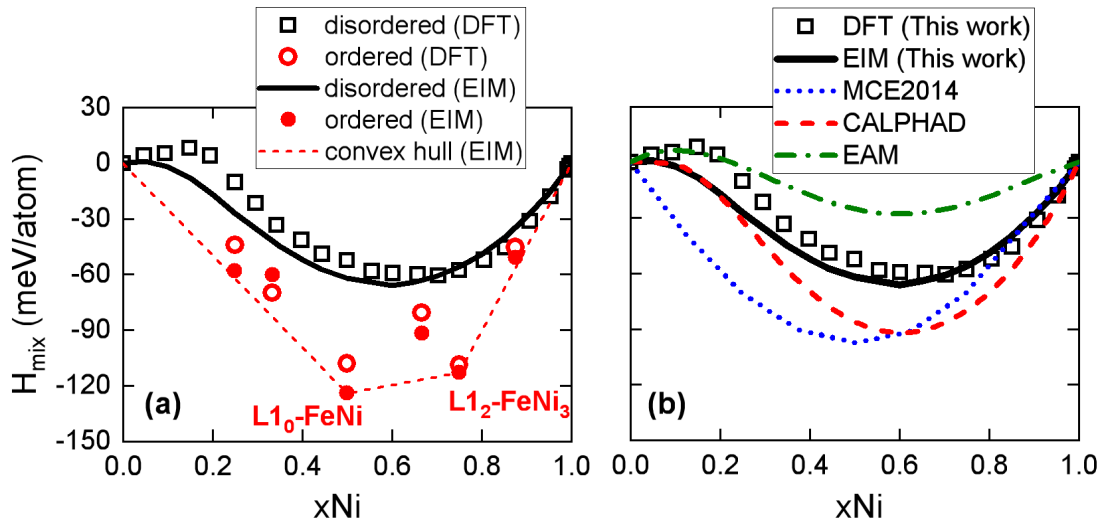 disordered (DFT)
ordered (DFT)
disordered (EIM)
ordered (EIM)
convex hull (EIM)
30
0
-30
-60
-90
-120
-150
H_mix (meV/atom)
(a)
L1₀-FeNi
L1₂-FeNi₃
0.0 0.2 0.4 0.6 0.8 1.0
xNi
DFT (This work)
EIM (This work)
MCE2014
CALPHAD
EAM
(b)
0.0 0.2 0.4 0.6 0.8 1.0
xNi